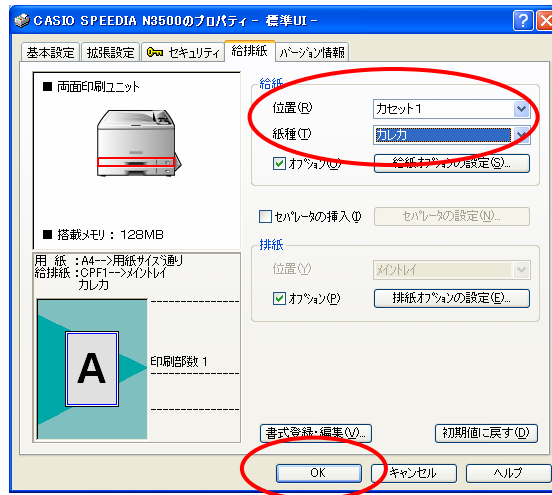 CASIO SPEEDIA N3500のプロパティ - 標準UI -
基本設定 拡張設定 セキュリティ 給排紙 バージョン情報
■ 両面印刷ユニット
■ 搭載メモリ： 128MB
用　紙 ：A4-->用紙サイズ通り
給排紙：CPF1-->メイントレイ
カレカ
A
印刷部数 1
給紙
位置(R) カセット1
紙種(T) カレカ
オプション(O) 給紙オプションの設定(S)...
セパレータの挿入(I) セパレータの設定(N)...
排紙
位置(Y) メイントレイ
オプション(P) 排紙オプションの設定(E)...
書式登録・編集(V)... 初期値に戻す(D)
OK キャンセル ヘルプ